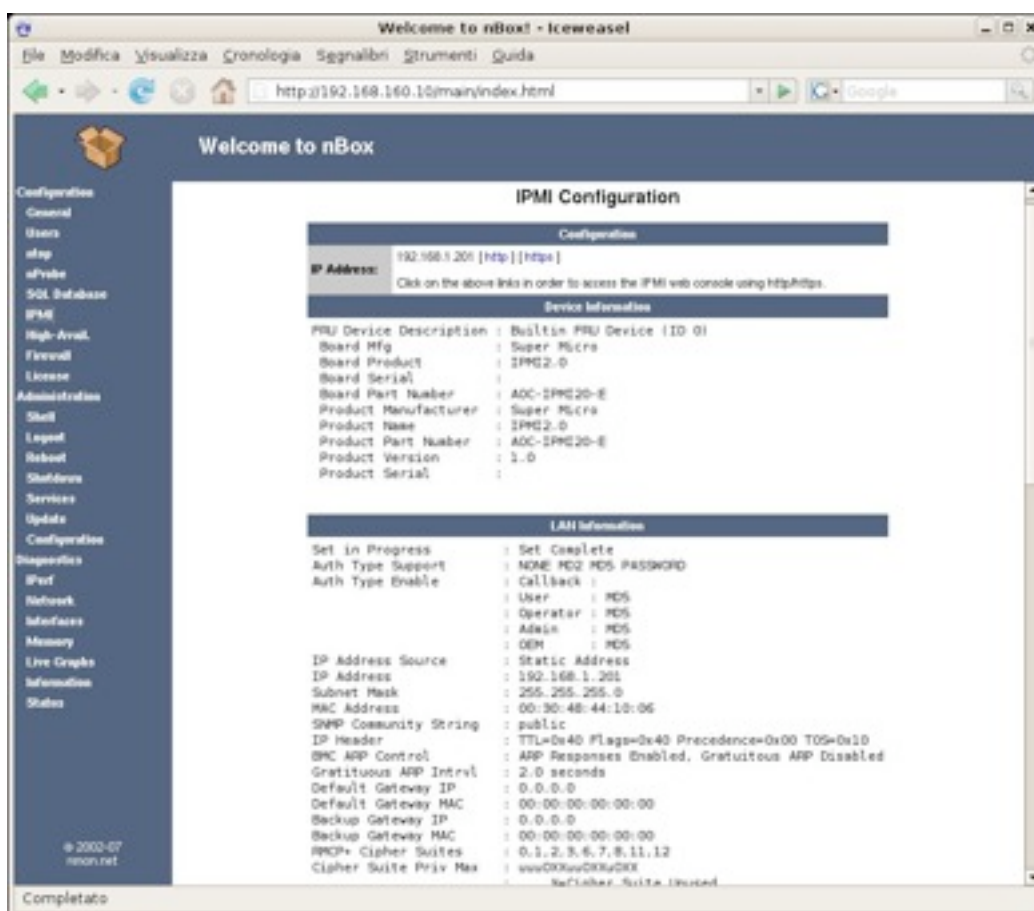 Welcome to nBox! - Iceweasel
File Modifica Visualizza Cronologia Segnalibri Strumenti Guida
http://192.168.160.10/main/index.html
Google
Welcome to nBox
Configuration
General
Users
ntop
nProbe
SQL Database
IPMI
High-Avail.
Firewall
License
Administration
Shell
Logout
Reboot
Shutdown
Services
Update
Configuration
Diagnostics
IPerf
Network
Interfaces
Memory
Live Graphs
Information
Status
© 2002-07
nmon.net
IPMI Configuration
Configuration
IP Address:
192.168.1.201 [ http ] [ https ]
Click on the above links in order to access the IPMI web console using http/https.
Device Information
FRU Device Description : Builtin FRU Device (ID 0)
Board Mfg : Super Micro
Board Product : IPMI2.0
Board Serial :
Board Part Number : AOC-IPMI20-E
Product Manufacturer : Super Micro
Product Name : IPMI2.0
Product Part Number : AOC-IPMI20-E
Product Version : 1.0
Product Serial :
LAN Information
Set in Progress : Set Complete
Auth Type Support : NONE MD2 MD5 PASSWORD
Auth Type Enable : Callback :
: User : MD5
: Operator : MD5
: Admin : MD5
: OEM : MD5
IP Address Source : Static Address
IP Address : 192.168.1.201
Subnet Mask : 255.255.255.0
MAC Address : 00:30:48:44:10:06
SNMP Community String : public
IP Header : TTL=0x40 Flags=0x40 Precedence=0x00 TOS=0x10
BMC ARP Control : ARP Responses Enabled, Gratuitous ARP Disabled
Gratituous ARP Intrvl : 2.0 seconds
Default Gateway IP : 0.0.0.0
Default Gateway MAC : 00:00:00:00:00:00
Backup Gateway IP : 0.0.0.0
Backup Gateway MAC : 00:00:00:00:00:00
RMCP+ Cipher Suites : 0,1,2,3,6,7,8,11,12
Cipher Suite Priv Max : uuuOXXuuOXXuOXX
: X=Cipher Suite Unused
Completato